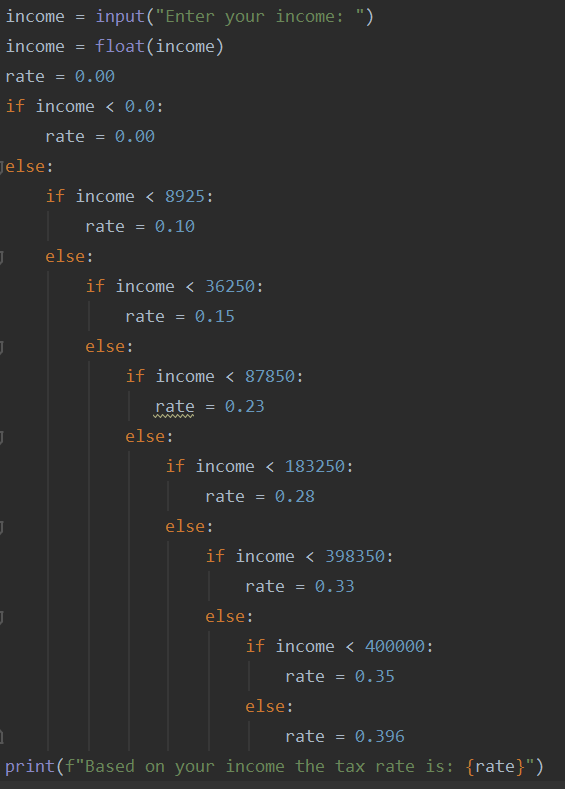 income = input("Enter your income: ")
income = float(income)
rate = 0.00
if income < 0.0:
    rate = 0.00
else:
    if income < 8925:
        rate = 0.10
    else:
        if income < 36250:
            rate = 0.15
        else:
            if income < 87850:
                rate = 0.23
            else:
                if income < 183250:
                    rate = 0.28
                else:
                    if income < 398350:
                        rate = 0.33
                    else:
                        if income < 400000:
                            rate = 0.35
                        else:
                            rate = 0.396
print(f"Based on your income the tax rate is: {rate}")